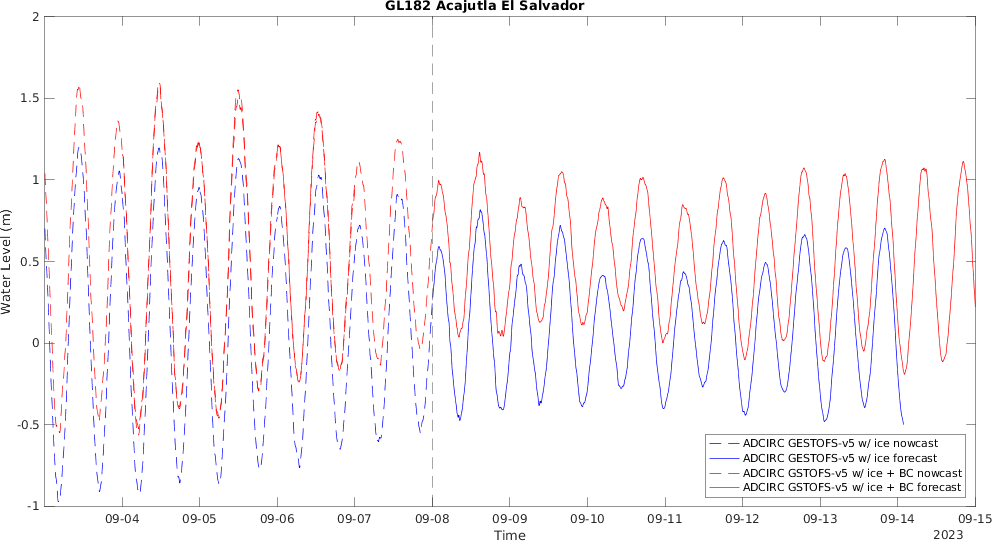 GL182 Acajutla El Salvador
2
1.5
1
0.5
0
-0.5
-1
Water Level (m)
09-04 09-05 09-06 09-07 09-08 09-09 09-10 09-11 09-12 09-13 09-14 09-15
Time
2023
ADCIRC GESTOFS-v5 w/ ice nowcast
ADCIRC GESTOFS-v5 w/ ice forecast
ADCIRC GSTOFS-v5 w/ ice + BC nowcast
ADCIRC GSTOFS-v5 w/ ice + BC forecast